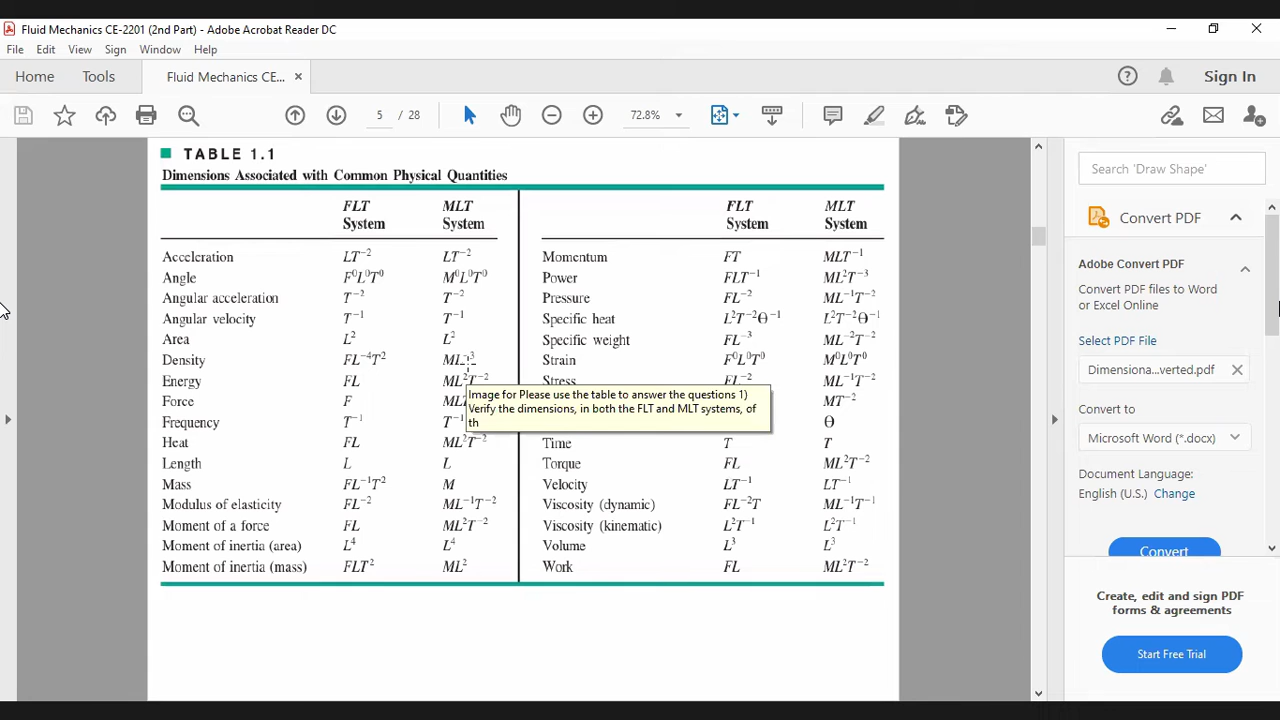 Fluid Mechanics CE-2201 (2nd Part) - Adobe Acrobat Reader DC
File Edit View Sign Window Help
Home Tools Fluid Mechanics CE... × Sign In
5 / 28 72.8%
TABLE 1.1
Dimensions Associated with Common Physical Quantities
FLT System MLT System
Acceleration LT⁻² LT⁻²
Angle F⁰L⁰T⁰ M⁰L⁰T⁰
Angular acceleration T⁻² T⁻²
Angular velocity T⁻¹ T⁻¹
Area L² L²
Density FL⁻⁴T² ML⁻³
Energy FL ML²T⁻²
Force F
Frequency T⁻¹ T⁻¹
Heat FL ML²T⁻²
Length L L
Mass FL⁻¹T² M
Modulus of elasticity FL⁻² ML⁻¹T⁻²
Moment of a force FL ML²T⁻²
Moment of inertia (area) L⁴ L⁴
Moment of inertia (mass) FLT² ML²
FLT System MLT System
Momentum FT MLT⁻¹
Power FLT⁻¹ ML²T⁻³
Pressure FL⁻² ML⁻¹T⁻²
Specific heat L²T⁻²Θ⁻¹ L²T⁻²Θ⁻¹
Specific weight FL⁻³ ML⁻²T⁻²
Strain F⁰L⁰T⁰ M⁰L⁰T⁰
Stress FL⁻² ML⁻¹T⁻²
MT⁻²
Θ
Time T T
Torque FL ML²T⁻²
Velocity LT⁻¹ LT⁻¹
Viscosity (dynamic) FL⁻²T ML⁻¹T⁻¹
Viscosity (kinematic) L²T⁻¹ L²T⁻¹
Volume L³ L³
Work FL ML²T⁻²
Image for Please use the table to answer the questions 1)
Verify the dimensions, in both the FLT and MLT systems, of
th
Search 'Draw Shape'
Convert PDF
Adobe Convert PDF
Convert PDF files to Word
or Excel Online
Select PDF File
Dimensiona...verted.pdf ×
Convert to
Microsoft Word (*.docx)
Document Language:
English (U.S.) Change
Convert
Create, edit and sign PDF
forms & agreements
Start Free Trial